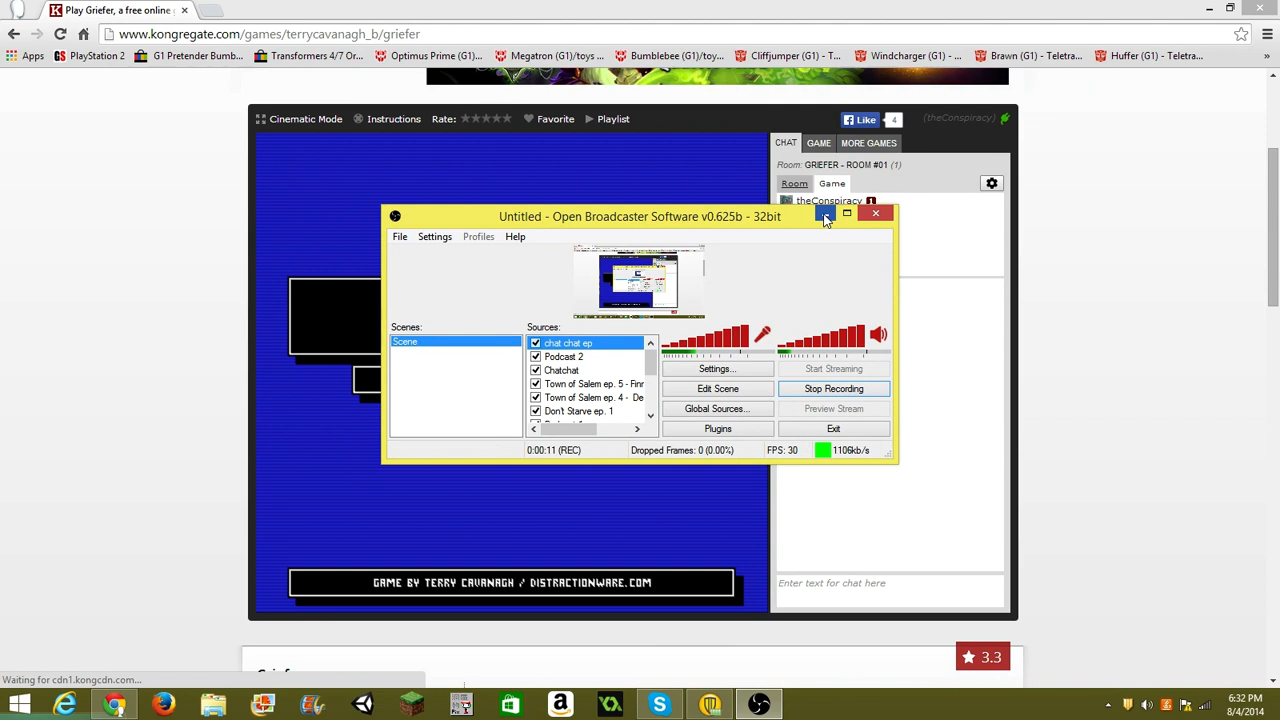 Play Griefer, a free online
www.kongregate.com/games/terrycavanagh_b/griefer
Apps PlayStation 2 G1 Pretender Bumb... Transformers 4/7 Or... Optimus Prime (G1)... Megatron (G1)/toys ... Bumblebee (G1)/toy... Cliffjumper (G1) - T... Windcharger (G1) - ... Brawn (G1) - Teletra... Huffer (G1) - Teletra... »
Cinematic Mode Instructions Rate: Favorite Playlist Like 4 (theConspiracy)
CHAT GAME MORE GAMES
Room: GRIEFER - ROOM #01 (1)
Room Game
theConspiracy 1
Untitled - Open Broadcaster Software v0.625b - 32bit
File Settings Profiles Help
Scenes: Sources:
Scene
chat chat ep
Podcast 2
Chatchat
Town of Salem ep. 5 - Finr
Town of Salem ep. 4 - De
Don't Starve ep. 1
Settings... Start Streaming
Edit Scene Stop Recording
Global Sources... Preview Stream
Plugins Exit
0:00:11 (REC) Dropped Frames: 0 (0.00%) FPS: 30 1106kb/s
GAME BY TERRY CAVANAGH / DISTRACTIONWARE.COM
Enter text for chat here
3.3
Waiting for cdn1.kongcdn.com...
6:32 PM
8/4/2014